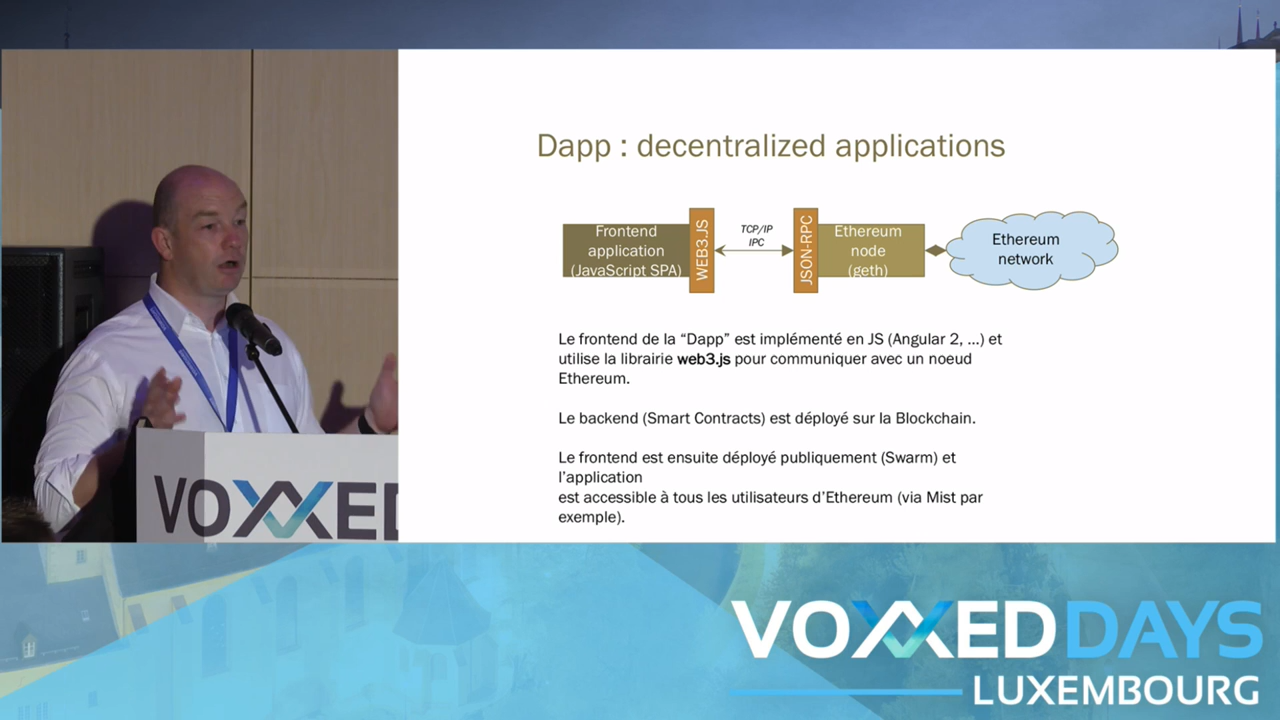 Dapp : decentralized applications
Frontend
application
(JavaScript SPA)
WEB3.JS
TCP/IP
IPC
JSON-RPC
Ethereum
node
(geth)
Ethereum
network
Le frontend de la “Dapp” est implémenté en JS (Angular 2, ...) et
utilise la librairie web3.js pour communiquer avec un noeud
Ethereum.
Le backend (Smart Contracts) est déployé sur la Blockchain.
Le frontend est ensuite déployé publiquement (Swarm) et
l’application
est accessible à tous les utilisateurs d’Ethereum (via Mist par
exemple).
VOXXED
VOXXED DAYS
LUXEMBOURG